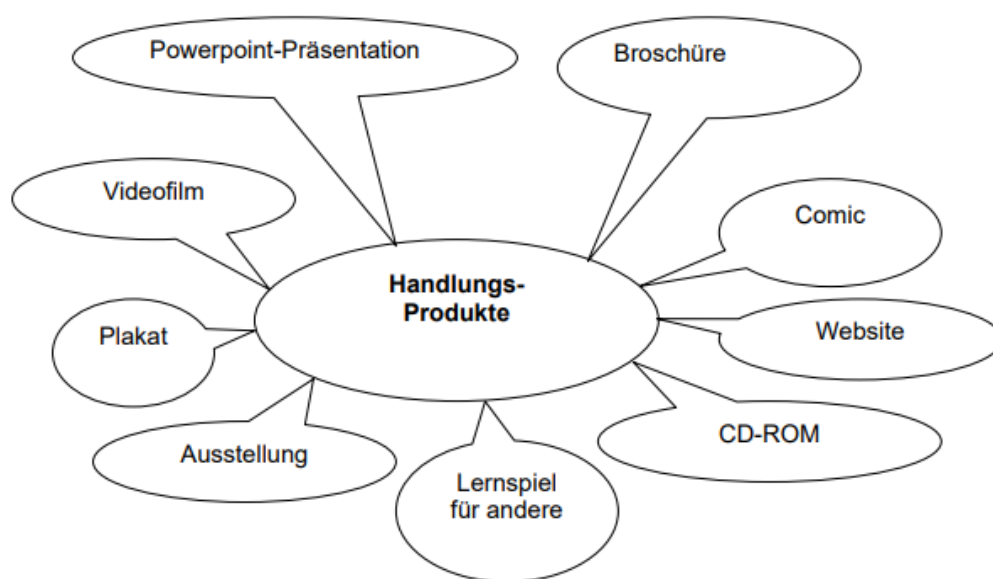 Powerpoint-Präsentation
Broschüre
Videofilm
Comic
Handlungs-
Produkte
Plakat
Website
Ausstellung
CD-ROM
Lernspiel
für andere